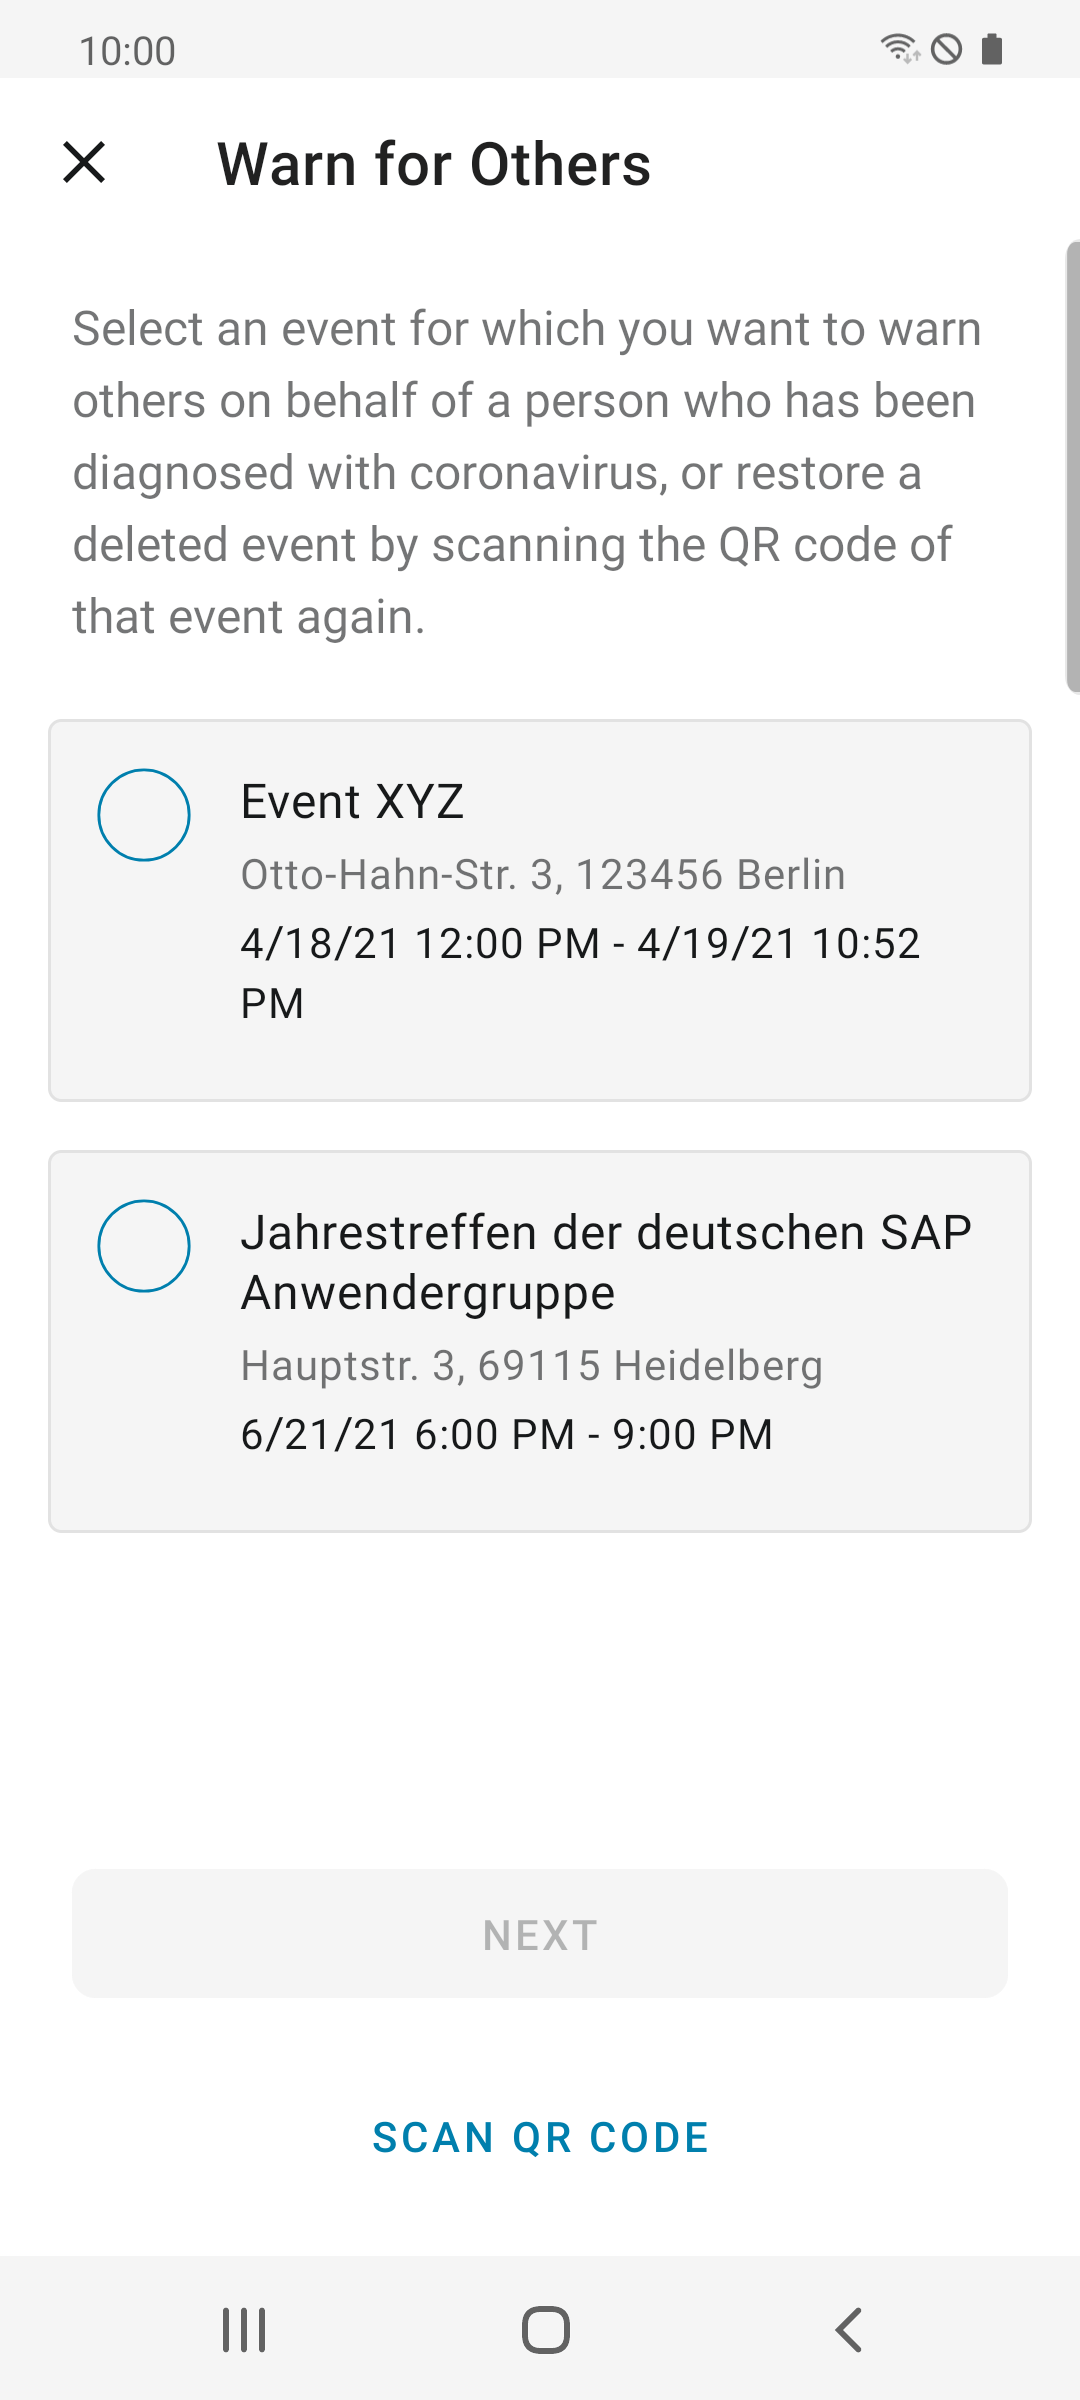 10:00
Warn for Others
Select an event for which you want to warn
others on behalf of a person who has been
diagnosed with coronavirus, or restore a
deleted event by scanning the QR code of
that event again.
Event XYZ
Otto-Hahn-Str. 3, 123456 Berlin
4/18/21 12:00 PM - 4/19/21 10:52
PM
Jahrestreffen der deutschen SAP
Anwendergruppe
Hauptstr. 3, 69115 Heidelberg
6/21/21 6:00 PM - 9:00 PM
NEXT
SCAN QR CODE